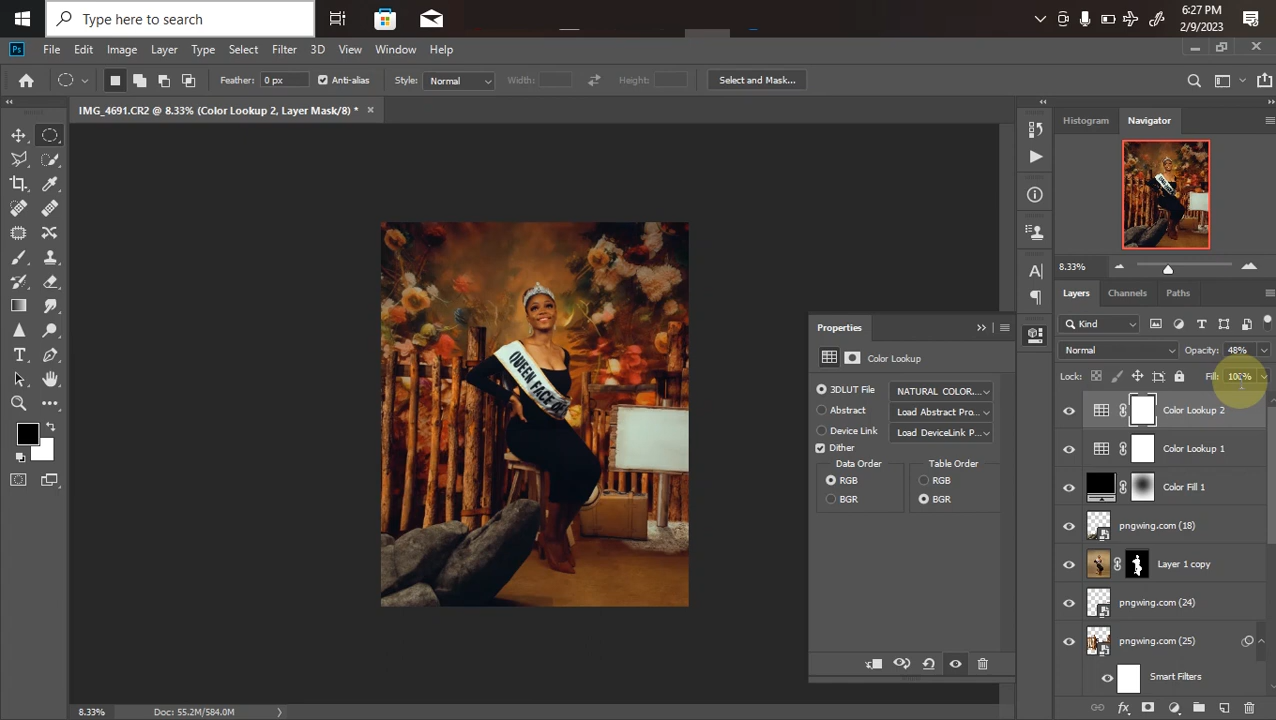 Type here to search
6:27 PM
2/9/2023
Ps
File Edit Image Layer Type Select Filter 3D View Window Help
Feather: 0 px Anti-alias Style: Normal Width: Height: Select and Mask...
IMG_4691.CR2 @ 8.33% (Color Lookup 2, Layer Mask/8) *
Histogram Navigator
8.33%
Layers Channels Paths
Kind
Normal Opacity: 48%
Lock: Fill: 100%
Color Lookup 2
Color Lookup 1
Color Fill 1
pngwing.com (18)
Layer 1 copy
pngwing.com (24)
pngwing.com (25)
Smart Filters
Properties
Color Lookup
3DLUT File NATURAL COLOR...
Abstract Load Abstract Pro...
Device Link Load DeviceLink P...
Dither
Data Order Table Order
RGB RGB
BGR BGR
QUEEN FACE
8.33% Doc: 55.2M/584.0M